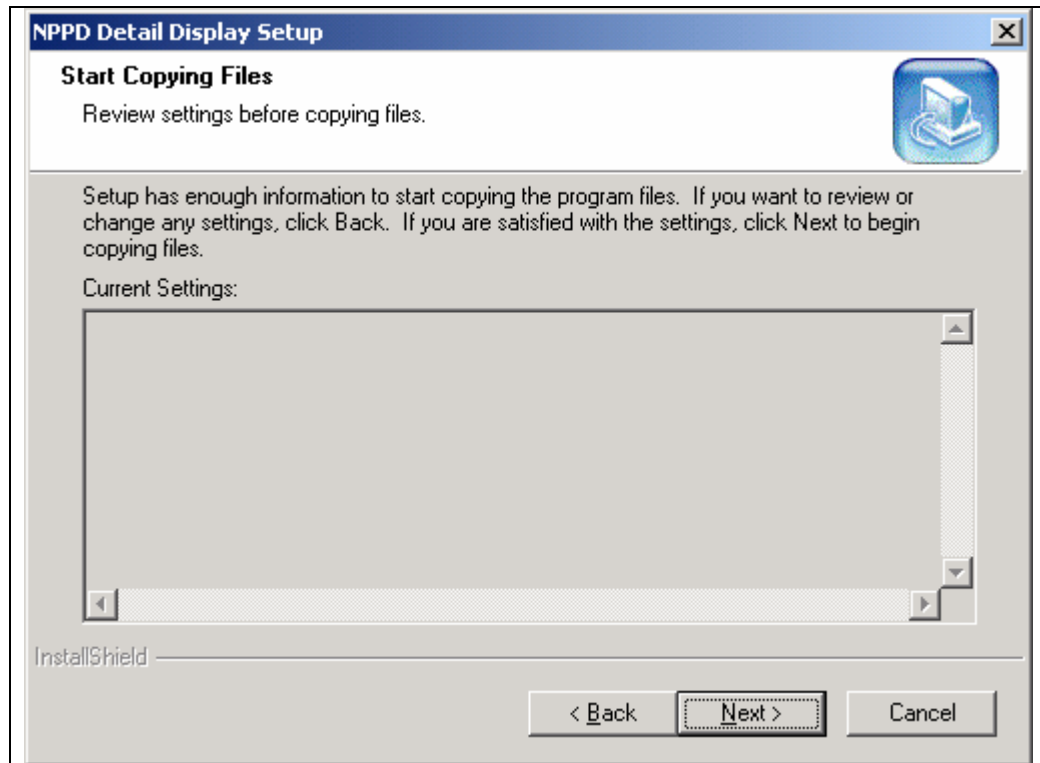 NPPD Detail Display Setup
Start Copying Files
Review settings before copying files.
Setup has enough information to start copying the program files.  If you want to review or
change any settings, click Back.  If you are satisfied with the settings, click Next to begin
copying files.
Current Settings:
InstallShield
< Back
Next >
Cancel